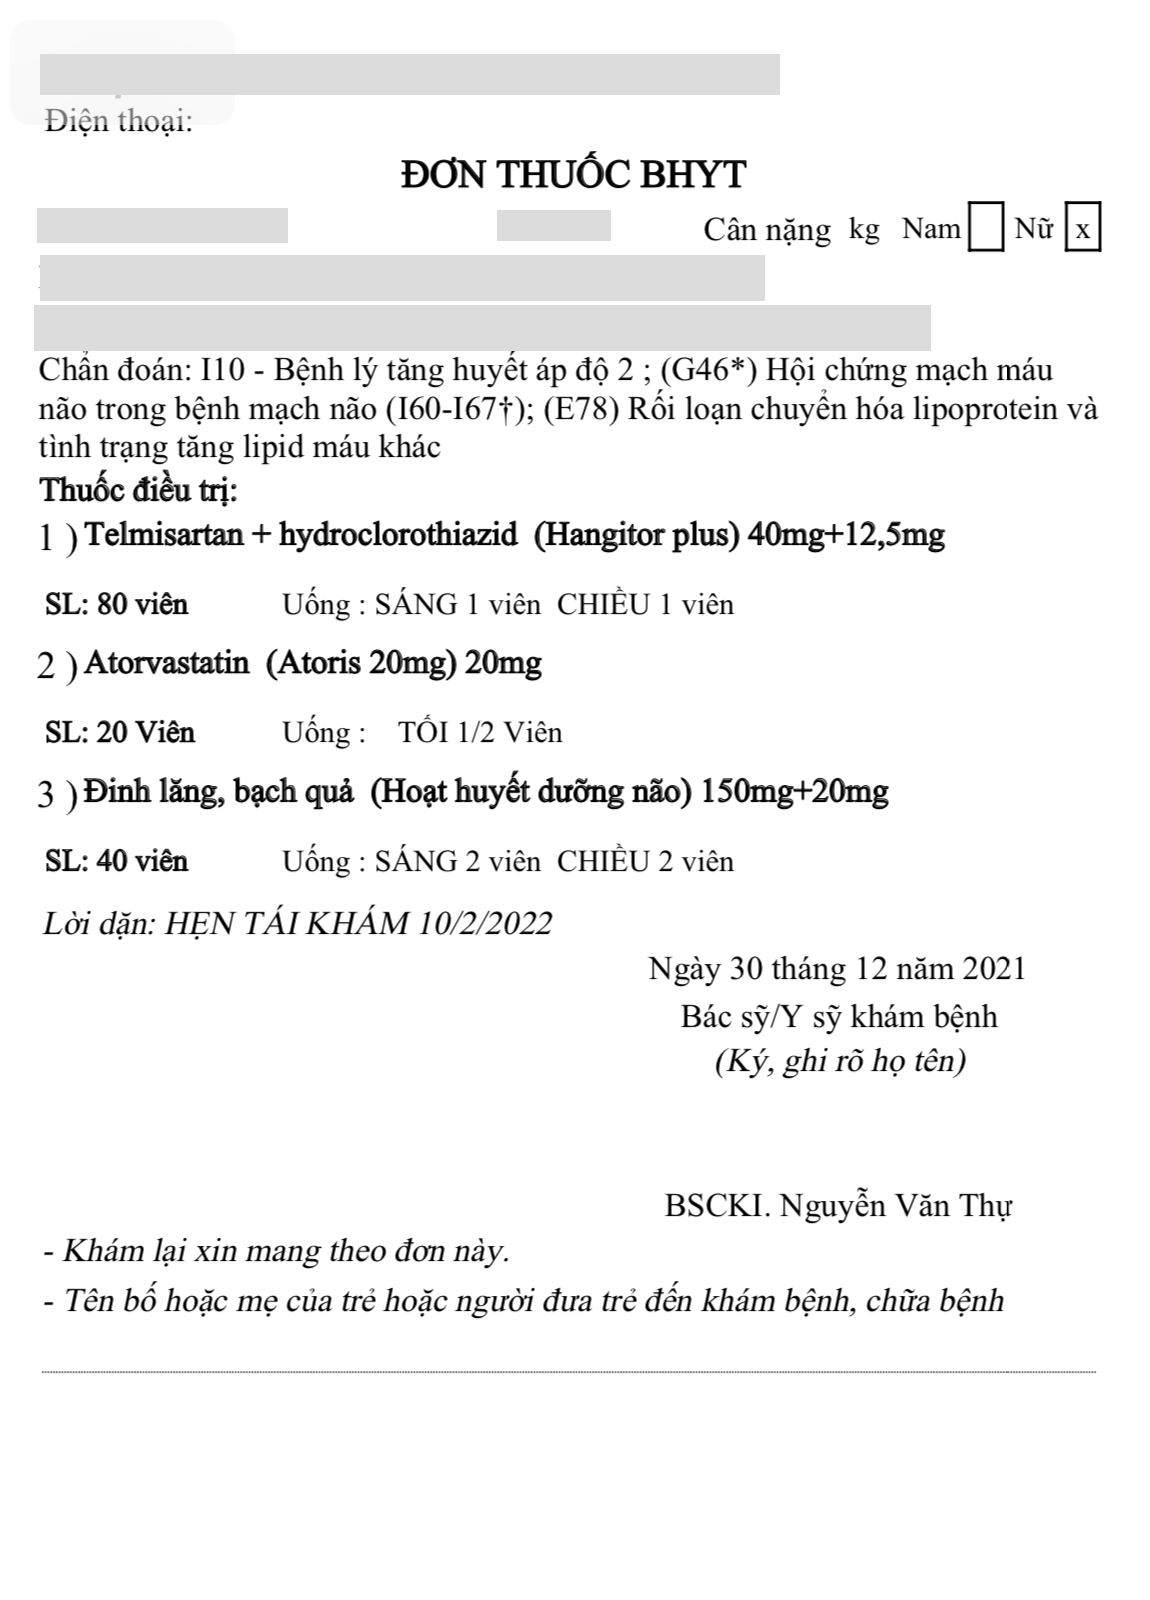 Điện thoại:
ĐƠN THUỐC BHYT
Cân nặng kg Nam Nữ x
Chẩn đoán: I10 - Bệnh lý tăng huyết áp độ 2 ; (G46*) Hội chứng mạch máu
não trong bệnh mạch não (I60-I67†); (E78) Rối loạn chuyển hóa lipoprotein và
tình trạng tăng lipid máu khác
Thuốc điều trị:
1 ) Telmisartan + hydroclorothiazid (Hangitor plus) 40mg+12,5mg
SL: 80 viên Uống : SÁNG 1 viên CHIỀU 1 viên
2 ) Atorvastatin (Atoris 20mg) 20mg
SL: 20 Viên Uống : TỐI 1/2 Viên
3 ) Đinh lăng, bạch quả (Hoạt huyết dưỡng não) 150mg+20mg
SL: 40 viên Uống : SÁNG 2 viên CHIỀU 2 viên
Lời dặn: HẸN TÁI KHÁM 10/2/2022
Ngày 30 tháng 12 năm 2021
Bác sỹ/Y sỹ khám bệnh
(Ký, ghi rõ họ tên)
BSCKI. Nguyễn Văn Thự
- Khám lại xin mang theo đơn này.
- Tên bố hoặc mẹ của trẻ hoặc người đưa trẻ đến khám bệnh, chữa bệnh